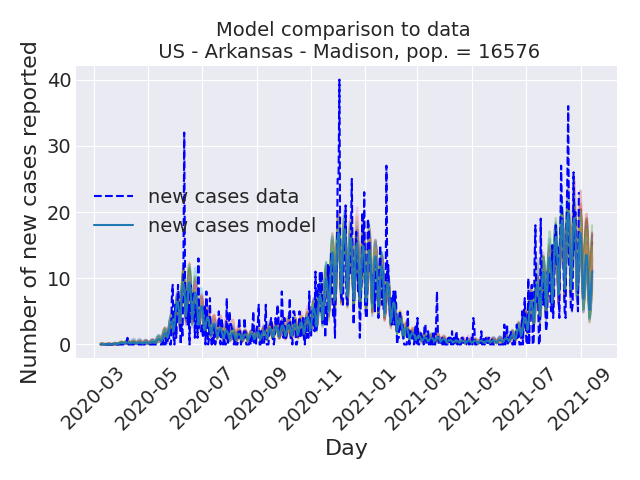 Model comparison to data
US - Arkansas - Madison, pop. = 16576
Number of new cases reported
40
30
20
10
0
new cases data
new cases model
2020-03
2020-05
2020-07
2020-09
2020-11
2021-01
2021-03
2021-05
2021-07
2021-09
Day